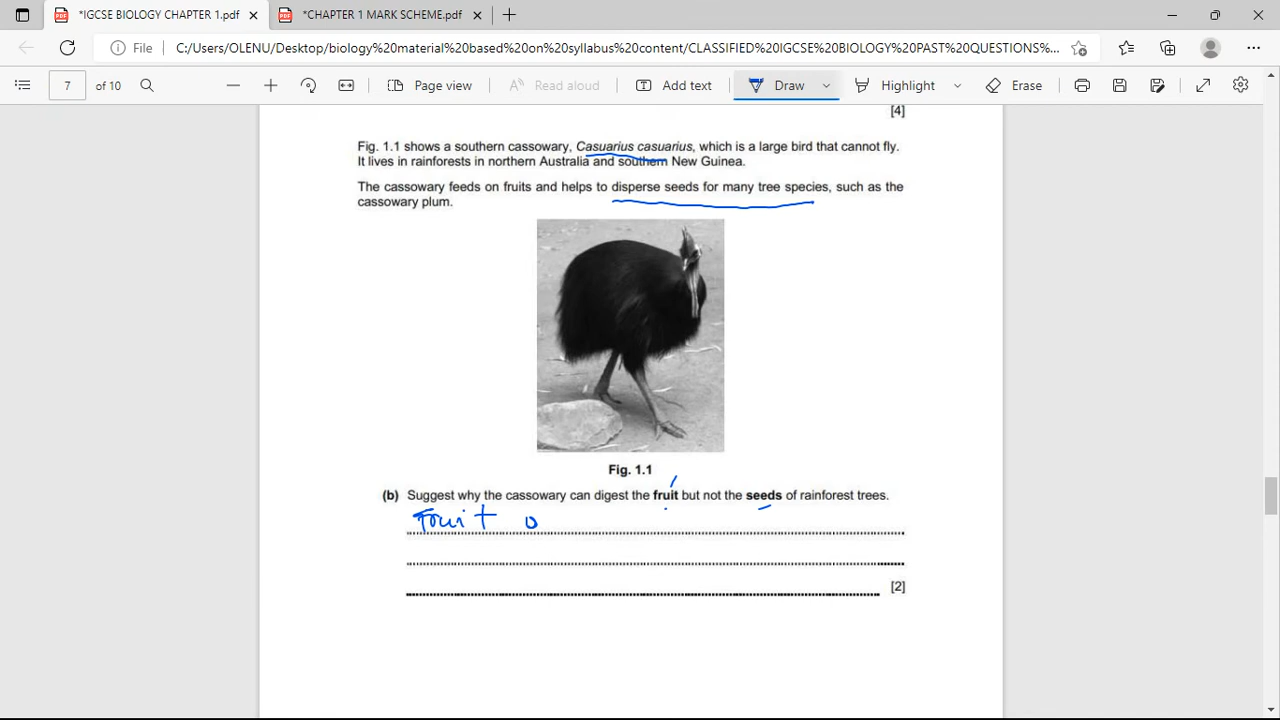 *IGSCE BIOLOGY CHAPTER 1.pdf
*CHAPTER 1 MARK SCHEME.pdf
File C:/Users/OLENU/Desktop/biology%20material%20based%20on%20syllabus%20content/CLASSIFIED%20IGCSE%20BIOLOGY%20PAST%20QUESTIONS%...
7 of 10 Page view Read aloud Add text Draw Highlight Erase
[4]
Fig. 1.1 shows a southern cassowary, Casuarius casuarius, which is a large bird that cannot fly.
It lives in rainforests in northern Australia and southern New Guinea.
The cassowary feeds on fruits and helps to disperse seeds for many tree species, such as the
cassowary plum.
Fig. 1.1
(b) Suggest why the cassowary can digest the fruit but not the seeds of rainforest trees.
Fruit
[2]